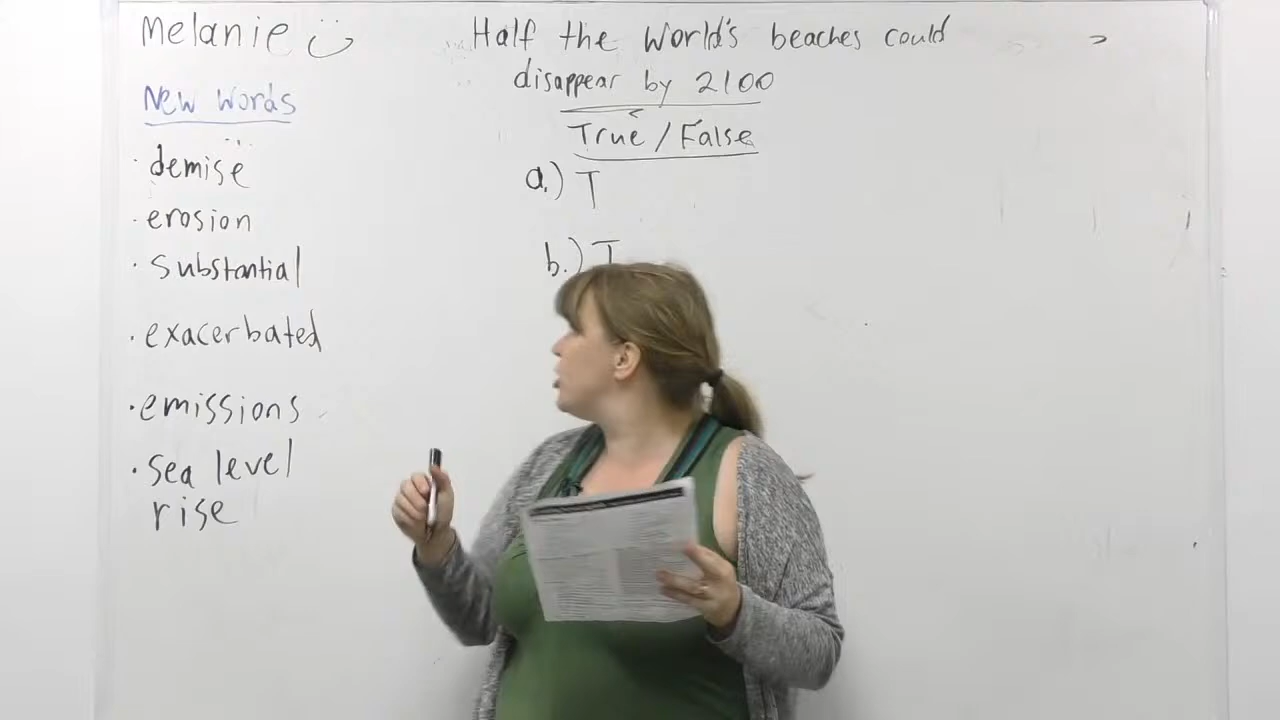 Melanie
Half the World's beaches could
disappear by 2100
New Words
True/False
• demise
a.) T
• erosion
b.) T
• Substantial
• exacerbated
• emissions
• sea level
rise